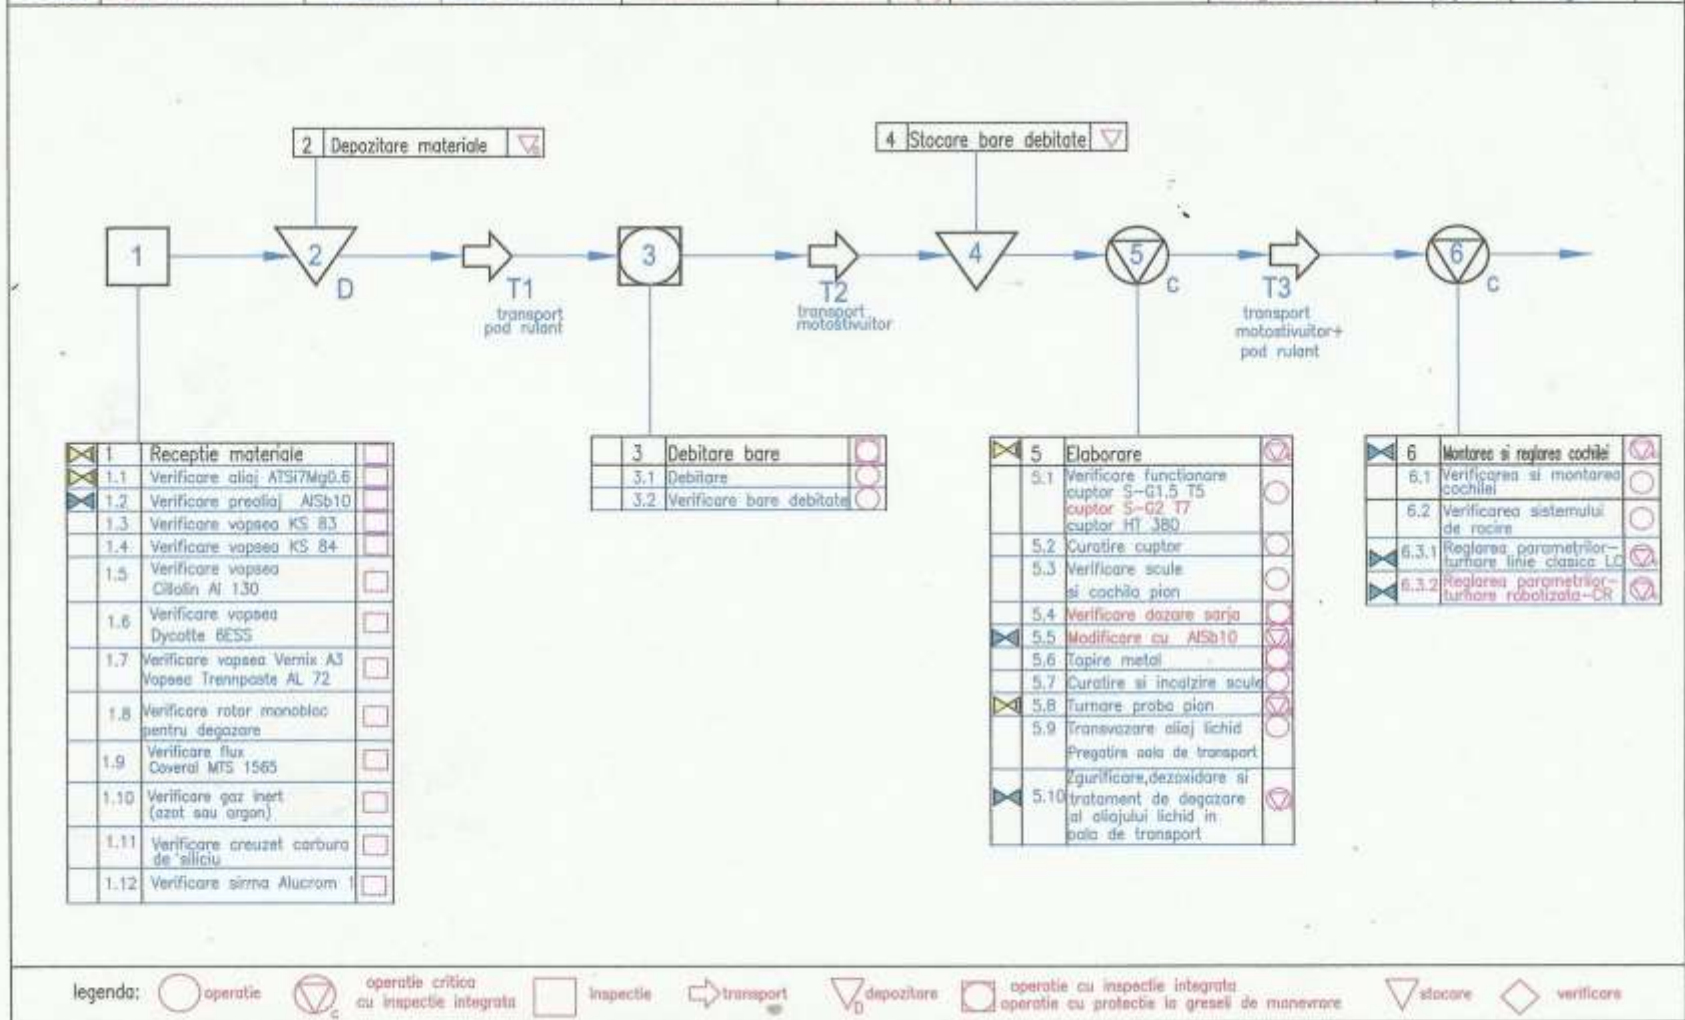 2 Depozitare materiale
4 Stocare bare debitate
1
2
D
T1
transport
pod rulant
3
T2
transport
motostivuitor
4
5
C
T3
transport
motostivuitor+
pod rulant
6
C
1 Receptie materiale
1.1 Verificare aliaj ATSi7Mg0.6
1.2 Verificare prealiaj AlSb10
1.3 Verificare vopsea KS 83
1.4 Verificare vopsea KS 84
1.5 Verificare vopsea
Cillolin Al 130
1.6 Verificare vopsea
Dycotte 6ESS
1.7 Verificare vopsea Vernix A3
Vopsea Trennpaste AL 72
1.8 Verificare rotor monobloc
pentru degazare
1.9 Verificare flux
Coveral MTS 1565
1.10 Verificare gaz inert
(azot sau argon)
1.11 Verificare creuzet carbura
de siliciu
1.12 Verificare sirma Alucrom 1
3 Debitare bare
3.1 Debitare
3.2 Verificare bare debitate
5 Elaborare
5.1 Verificare functionare
cuptor S-G1.5 T5
cuptor S-G2 T7
cuptor HT 380
5.2 Curatire cuptor
5.3 Verificare scule
si cochila pion
5.4 Verificare dozare sarja
5.5 Modificare cu AlSb10
5.6 Topire metal
5.7 Curatire si incalzire scule
5.8 Turnare proba pion
5.9 Transvazare aliaj lichid
Pregatire oala de transport
5.10 Zgurificare,dezoxidare si
tratament de degazare
al aliajului lichid in
oala de transport
6 Montarea si reglarea cochilei
6.1 Verificarea si montarea
cochilei
6.2 Verificarea sistemului
de racire
6.3.1 Reglarea parametrilor-
turnare linie clasica LC
6.3.2 Reglarea parametrilor-
turnare robotizata-CR
legenda: operatie operatie critica
cu inspectie integrata inspectie transport depozitare operatie cu inspectie integrata
operatie cu protectie la greseli de manevrare stocare verificare